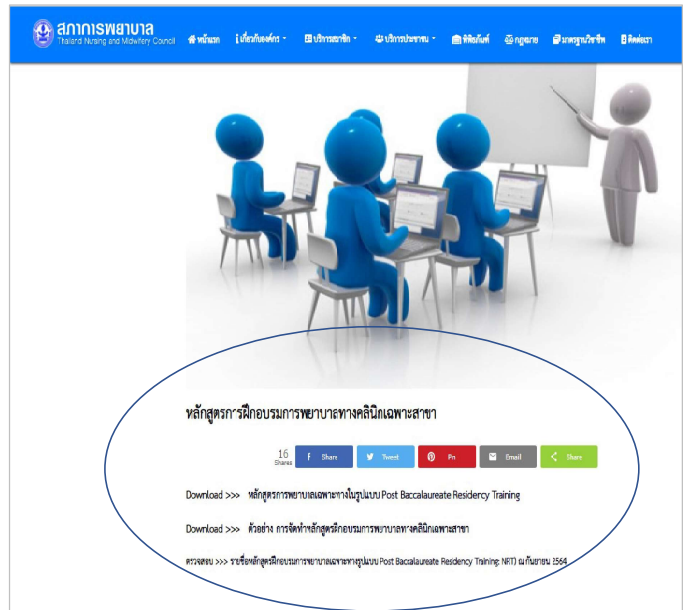 สภาการพยาบาล
Thailand Nursing and Midwifery Council
หน้าแรก เกี่ยวกับองค์กร บริการสมาชิก บริการประชาชน พิพิธภัณฑ์ กฎหมาย มาตรฐานวิชาชีพ ติดต่อเรา
หลักสูตรการฝึกอบรมการพยาบาลทางคลินิกเฉพาะสาขา
16
Shares
Share Tweet Pin Email Share
Download >>> หลักสูตรการพยาบาลเฉพาะทางในรูปแบบ Post Baccalaureate Residency Training
Download >>> ตัวอย่าง การจัดทำหลักสูตรฝึกอบรมการพยาบาลทางคลินิกเฉพาะสาขา
ตรวจสอบ >>> รายชื่อหลักสูตรฝึกอบรมการพยาบาลเฉพาะทางรูปแบบ Post Baccalaureate Residency Training: NRT) ณ กันยายน 2564